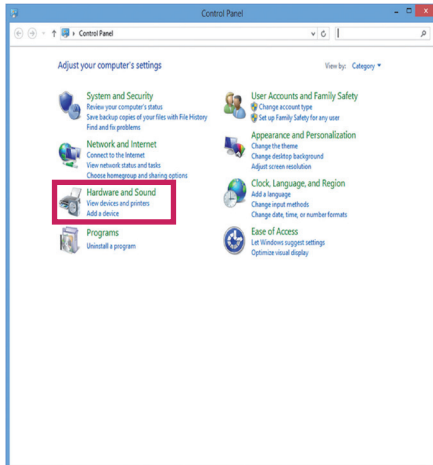 Control Panel
Control Panel
Adjust your computer's settings
View by: Category
System and Security
Review your computer's status
Save backup copies of your files with File History
Find and fix problems
Network and Internet
Connect to the Internet
View network status and tasks
Choose homegroup and sharing options
Hardware and Sound
View devices and printers
Add a device
Programs
Uninstall a program
User Accounts and Family Safety
Change account type
Set up Family Safety for any user
Appearance and Personalization
Change the theme
Change desktop background
Adjust screen resolution
Clock, Language, and Region
Add a language
Change input methods
Change date, time, or number formats
Ease of Access
Let Windows suggest settings
Optimize visual display